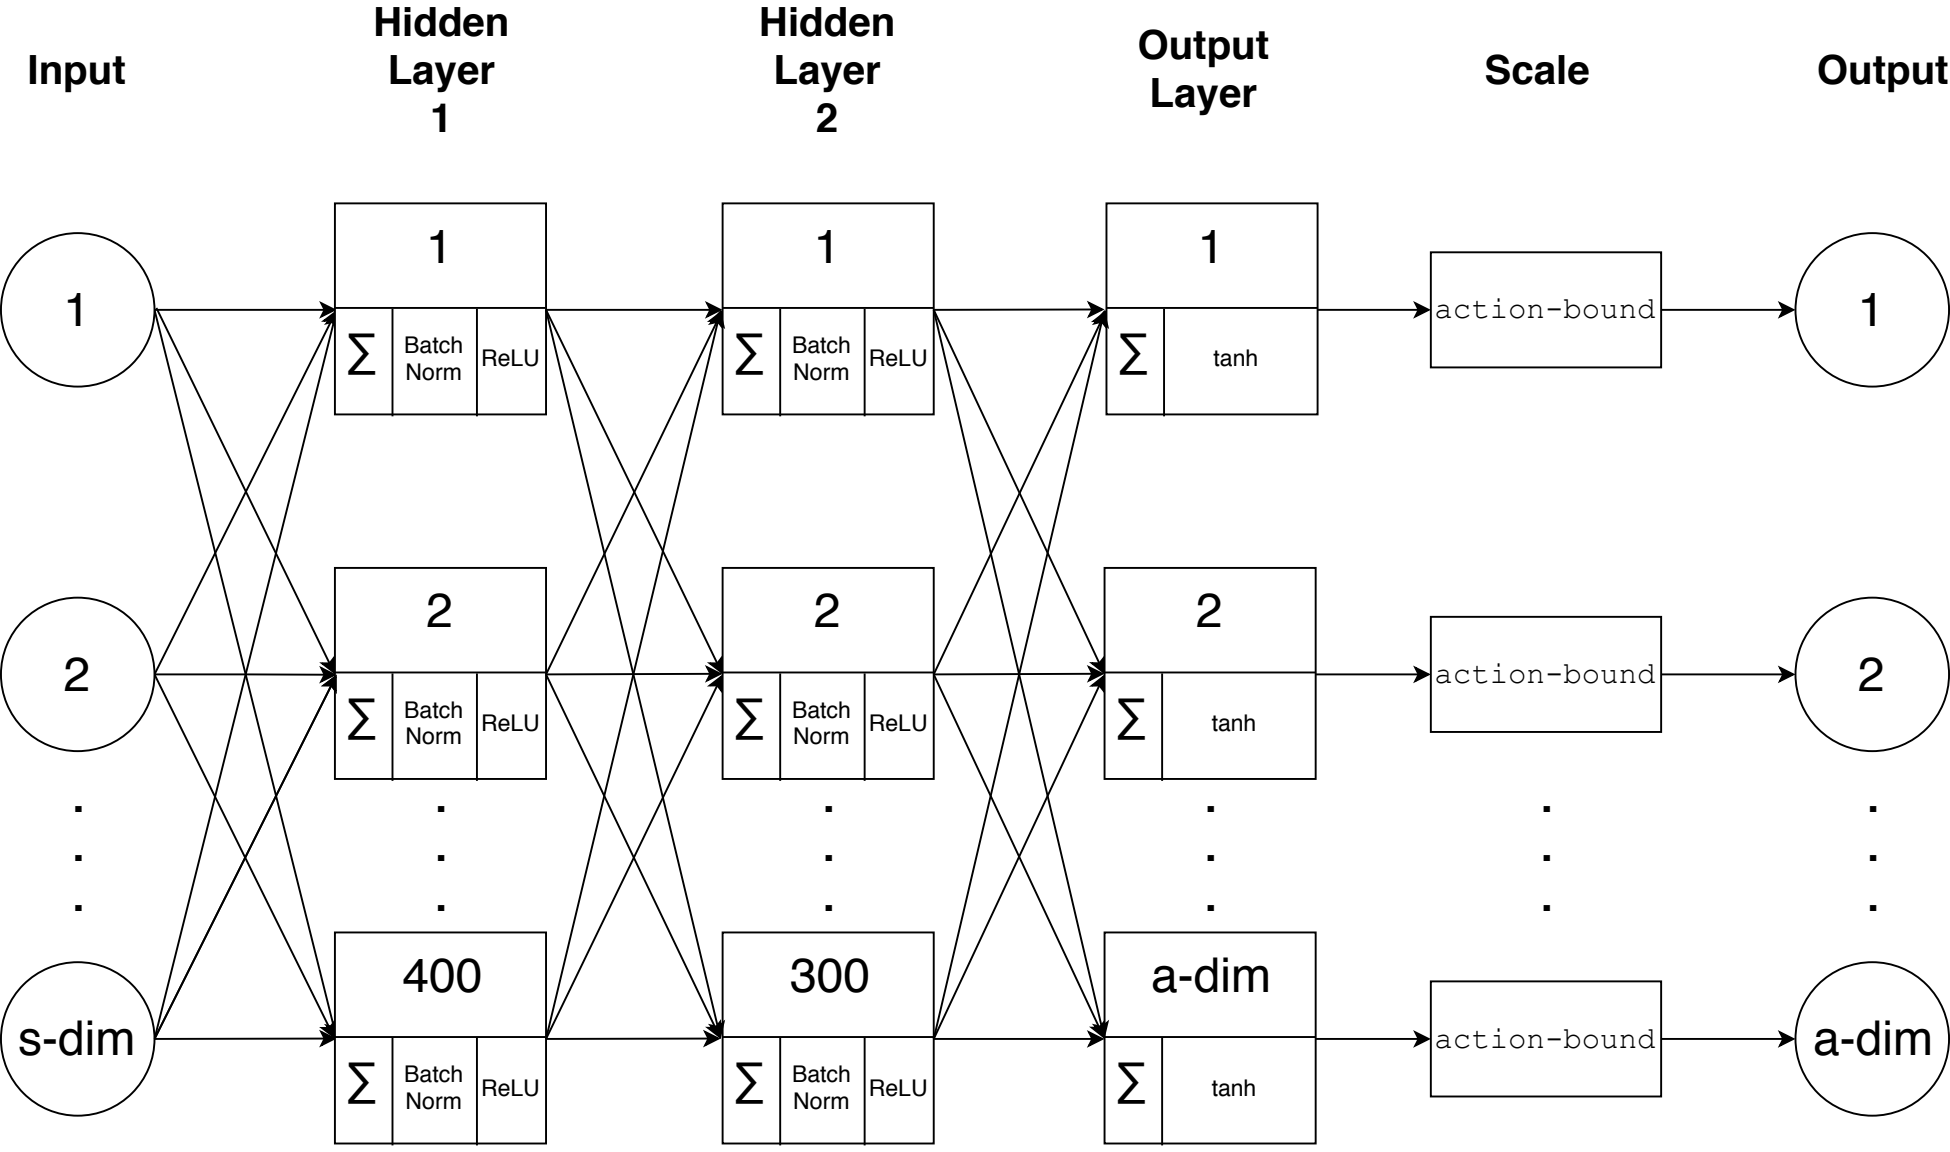 Input
Hidden
Layer
1
Hidden
Layer
2
Output
Layer
Scale
Output
1
1
Σ
Batch
Norm
ReLU
1
Σ
Batch
Norm
ReLU
1
Σ
tanh
action-bound
1
2
2
Σ
Batch
Norm
ReLU
2
Σ
Batch
Norm
ReLU
2
Σ
tanh
action-bound
2
s-dim
400
Σ
Batch
Norm
ReLU
300
Σ
Batch
Norm
ReLU
a-dim
Σ
tanh
action-bound
a-dim